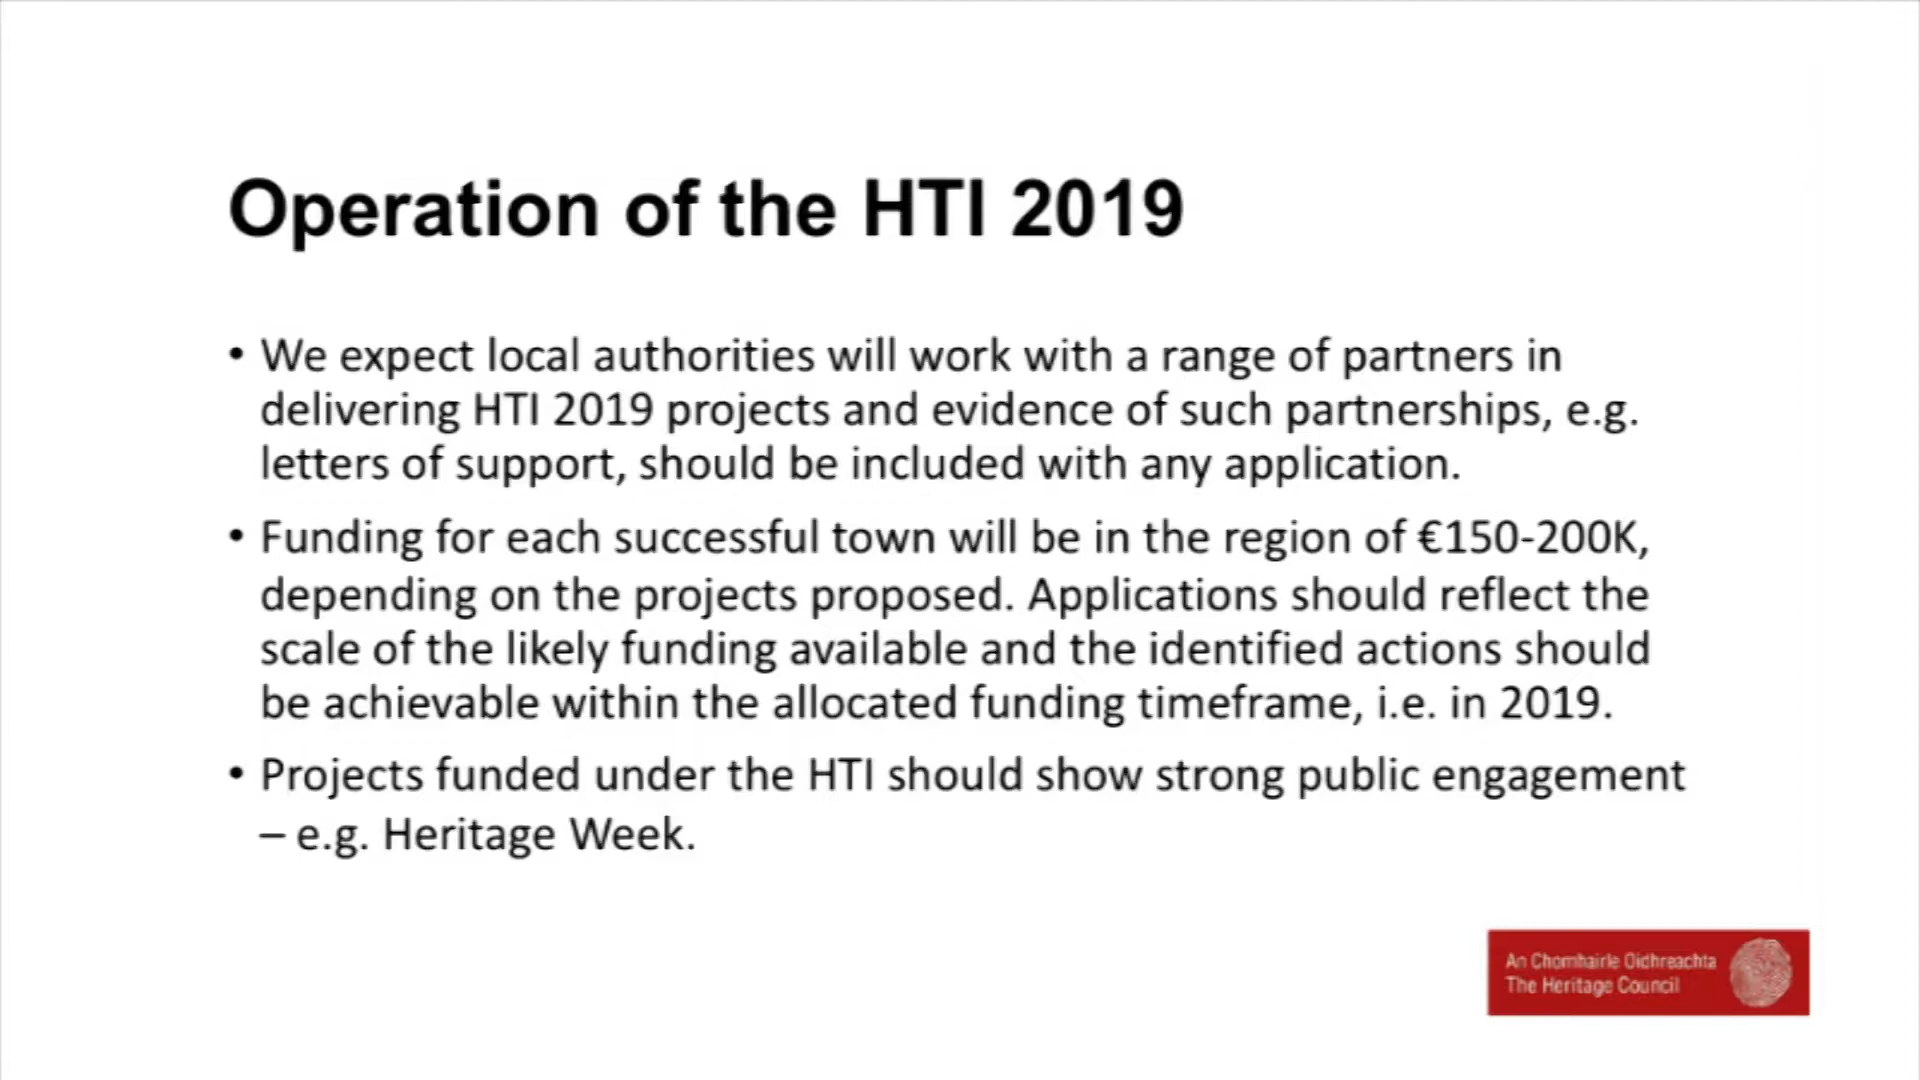 Operation of the HTI 2019
• We expect local authorities will work with a range of partners in
delivering HTI 2019 projects and evidence of such partnerships, e.g.
letters of support, should be included with any application.
• Funding for each successful town will be in the region of €150-200K,
depending on the projects proposed. Applications should reflect the
scale of the likely funding available and the identified actions should
be achievable within the allocated funding timeframe, i.e. in 2019.
• Projects funded under the HTI should show strong public engagement
– e.g. Heritage Week.
An Chomhairle Oidhreachta
The Heritage Council